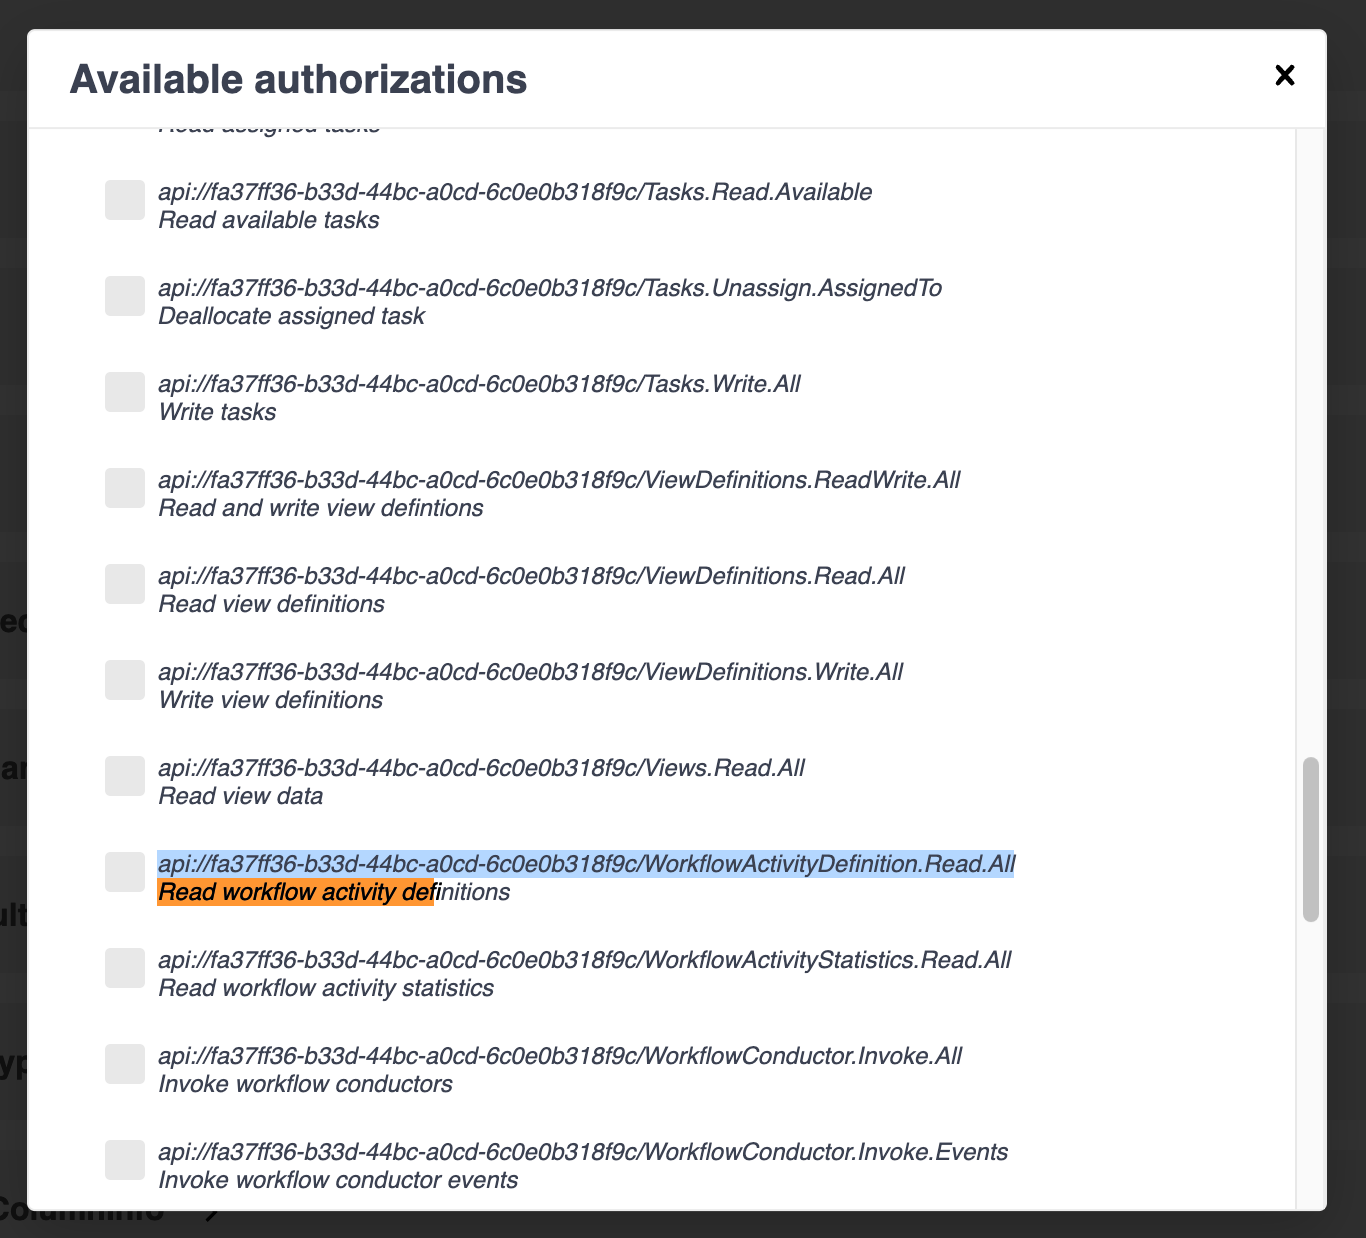 Available authorizations
Read assigned tasks
api://fa37ff36-b33d-44bc-a0cd-6c0e0b318f9c/Tasks.Read.Available
Read available tasks
api://fa37ff36-b33d-44bc-a0cd-6c0e0b318f9c/Tasks.Unassign.AssignedTo
Deallocate assigned task
api://fa37ff36-b33d-44bc-a0cd-6c0e0b318f9c/Tasks.Write.All
Write tasks
api://fa37ff36-b33d-44bc-a0cd-6c0e0b318f9c/ViewDefinitions.ReadWrite.All
Read and write view defintions
api://fa37ff36-b33d-44bc-a0cd-6c0e0b318f9c/ViewDefinitions.Read.All
Read view definitions
api://fa37ff36-b33d-44bc-a0cd-6c0e0b318f9c/ViewDefinitions.Write.All
Write view definitions
api://fa37ff36-b33d-44bc-a0cd-6c0e0b318f9c/Views.Read.All
Read view data
api://fa37ff36-b33d-44bc-a0cd-6c0e0b318f9c/WorkflowActivityDefinition.Read.All
Read workflow activity definitions
api://fa37ff36-b33d-44bc-a0cd-6c0e0b318f9c/WorkflowActivityStatistics.Read.All
Read workflow activity statistics
api://fa37ff36-b33d-44bc-a0cd-6c0e0b318f9c/WorkflowConductor.Invoke.All
Invoke workflow conductors
api://fa37ff36-b33d-44bc-a0cd-6c0e0b318f9c/WorkflowConductor.Invoke.Events
Invoke workflow conductor events